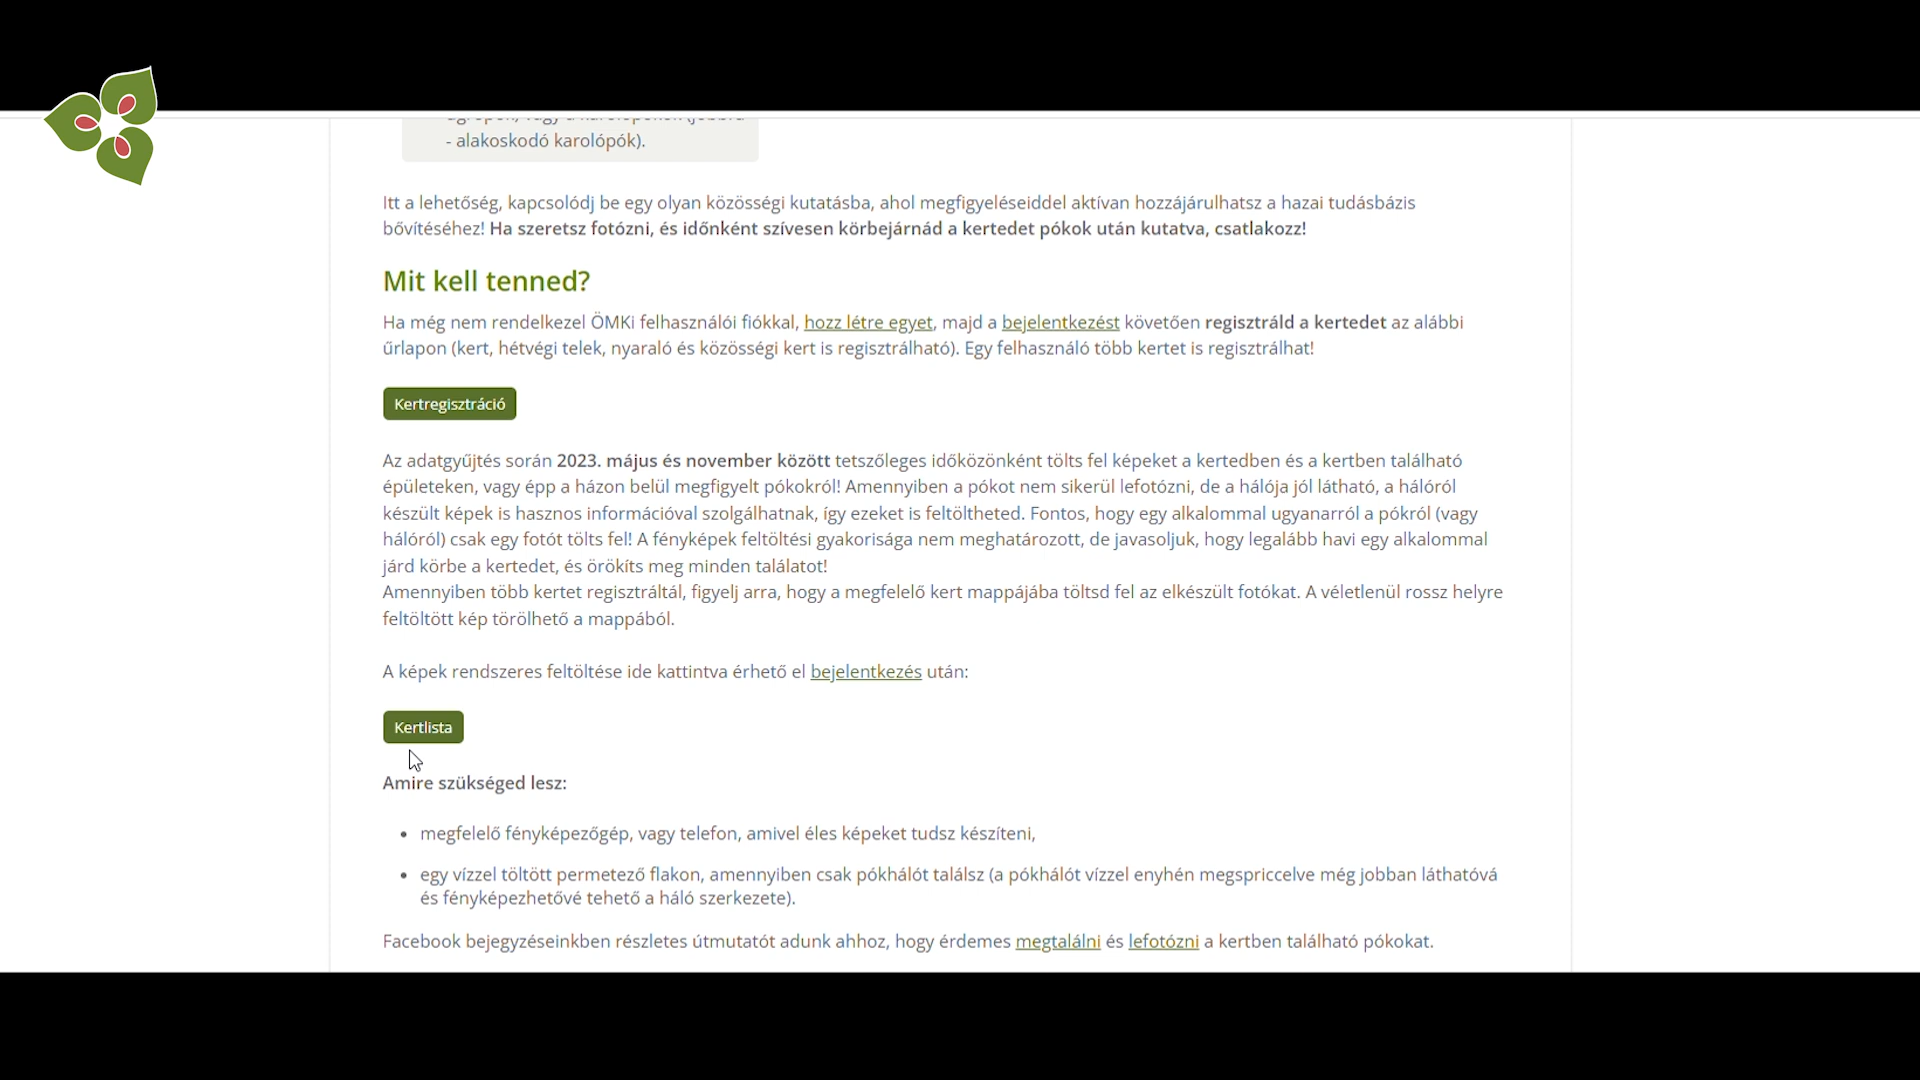 - alakoskodó karolópók).
Itt a lehetőség, kapcsolódj be egy olyan közösségi kutatásba, ahol megfigyeléseiddel aktívan hozzájárulhatsz a hazai tudásbázis
bővítéséhez! Ha szeretsz fotózni, és időnként szívesen körbejárnád a kertedet pókok után kutatva, csatlakozz!
Mit kell tenned?
Ha még nem rendelkezel ÖMKi felhasználói fiókkal, hozz létre egyet, majd a bejelentkezést követően regisztráld a kertedet az alábbi
űrlapon (kert, hétvégi telek, nyaraló és közösségi kert is regisztrálható). Egy felhasználó több kertet is regisztrálhat!
Kertregisztráció
Az adatgyűjtés során 2023. május és november között tetszőleges időközönként tölts fel képeket a kertedben és a kertben található
épületeken, vagy épp a házon belül megfigyelt pókokról! Amennyiben a pókot nem sikerül lefotózni, de a hálója jól látható, a hálóról
készült képek is hasznos információval szolgálhatnak, így ezeket is feltöltheted. Fontos, hogy egy alkalommal ugyanarról a pókról (vagy
hálóról) csak egy fotót tölts fel! A fényképek feltöltési gyakorisága nem meghatározott, de javasoljuk, hogy legalább havi egy alkalommal
járd körbe a kertedet, és örökíts meg minden találatot!
Amennyiben több kertet regisztráltál, figyelj arra, hogy a megfelelő kert mappájába töltsd fel az elkészült fotókat. A véletlenül rossz helyre
feltöltött kép törölhető a mappából.
A képek rendszeres feltöltése ide kattintva érhető el bejelentkezés után:
Kertlista
Amire szükséged lesz:
• megfelelő fényképezőgép, vagy telefon, amivel éles képeket tudsz készíteni,
• egy vízzel töltött permetező flakon, amennyiben csak pókhálót találsz (a pókhálót vízzel enyhén megspriccelve még jobban láthatóvá
és fényképezhetővé tehető a háló szerkezete).
Facebook bejegyzéseinkben részletes útmutatót adunk ahhoz, hogy érdemes megtalálni és lefotózni a kertben található pókokat.